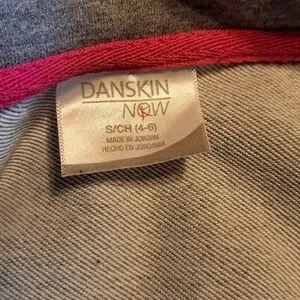 DANSKIN
NOW
S/CH (4-6)
MADE IN JORDAN
HECHO EN JORDANIA